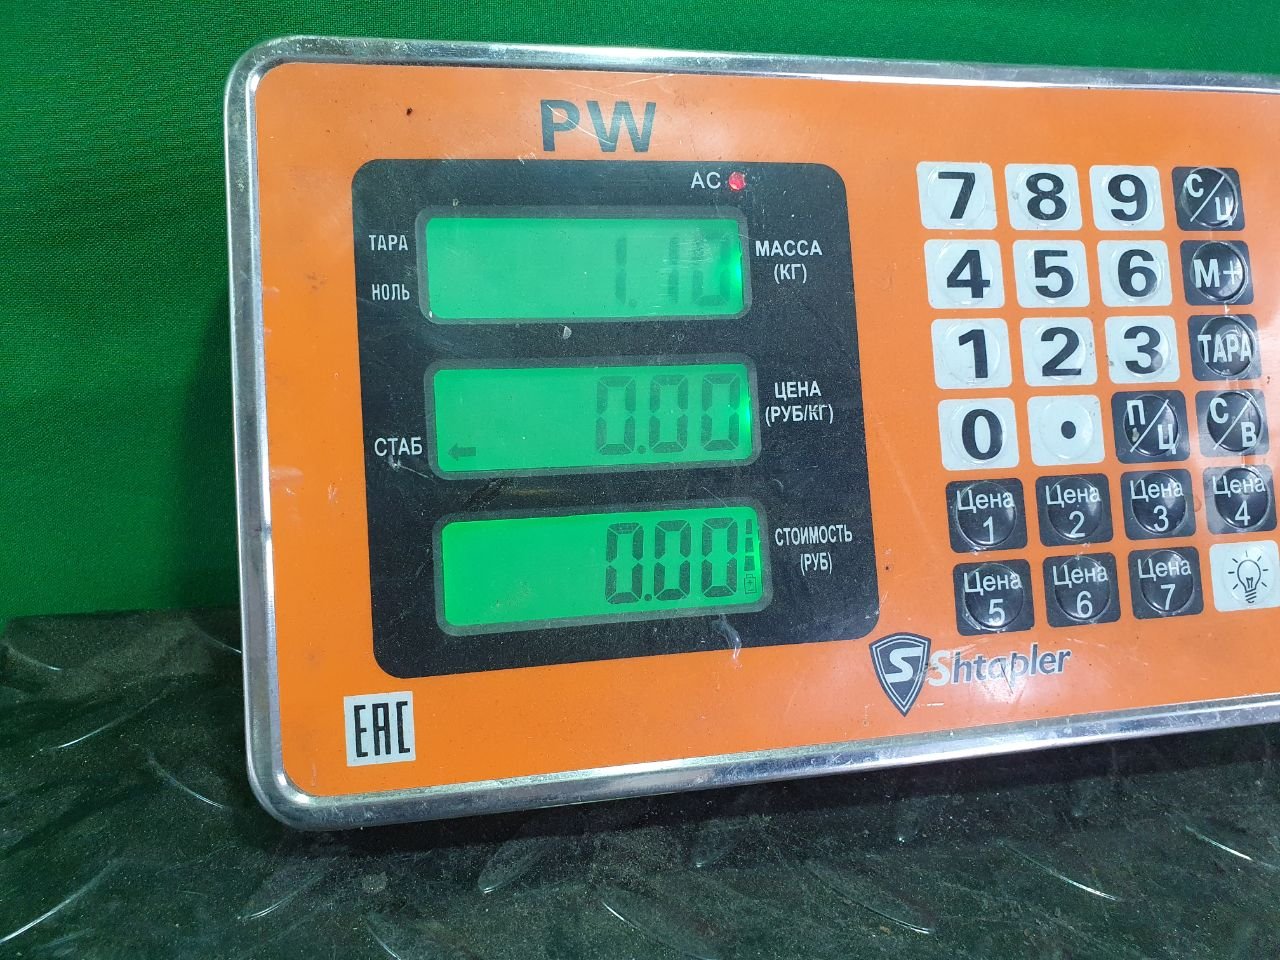 PW
AC
ТАРА
НОЛЬ
1.10
МАССА
(КГ)
СТАБ
0.00
ЦЕНА
(РУБ/КГ)
0.00
СТОИМОСТЬ
(РУБ)
7 8 9 С/Ц
4 5 6 М+
1 2 3 ТАРА
0 . П/Ц С/В
Цена 1 Цена 2 Цена 3 Цена 4
Цена 5 Цена 6 Цена 7
S Shtapler
EAC